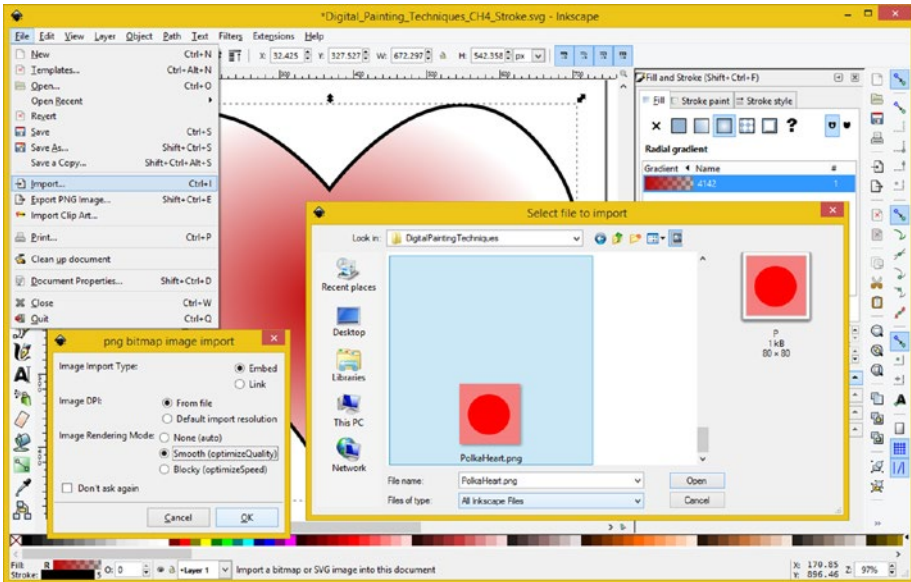 *Digital_Painting_Techniques_CH4_Stroke.svg - Inkscape
File Edit View Layer Object Path Text Filters Extensions Help
X: 32.425 Y: 327.527 W: 672.297 H: 542.358 px
New Ctrl+N
Templates... Ctrl+Alt+N
Open... Ctrl+O
Open Recent
Revert
Save Ctrl+S
Save As... Shift+Ctrl+S
Save a Copy... Shift+Ctrl+Alt+S
Import... Ctrl+I
Export PNG Image... Shift+Ctrl+E
Import Clip Art...
Print... Ctrl+P
Clean up document
Document Properties... Shift+Ctrl+D
Close Ctrl+W
Quit Ctrl+Q
Fill and Stroke (Shift+Ctrl+F)
Fill Stroke paint Stroke style
Radial gradient
Gradient Name #
4142 1
Select file to import
Look in: DigitalPaintingTechniques
Recent places
Desktop
Libraries
This PC
Network
PolkaHeart.png
P
1 kB
80 × 80
File name: PolkaHeart.png Open
Files of type: All Inkscape Files Cancel
png bitmap image import
Image Import Type: Embed
Link
Image DPI: From file
Default import resolution
Image Rendering Mode: None (auto)
Smooth (optimizeQuality)
Blocky (optimizeSpeed)
Don't ask again
Cancel OK
Fill: R
Stroke: 5 O: 0 Layer 1 Import a bitmap or SVG image into this document X: 170.85 Y: 896.46 Z: 97%